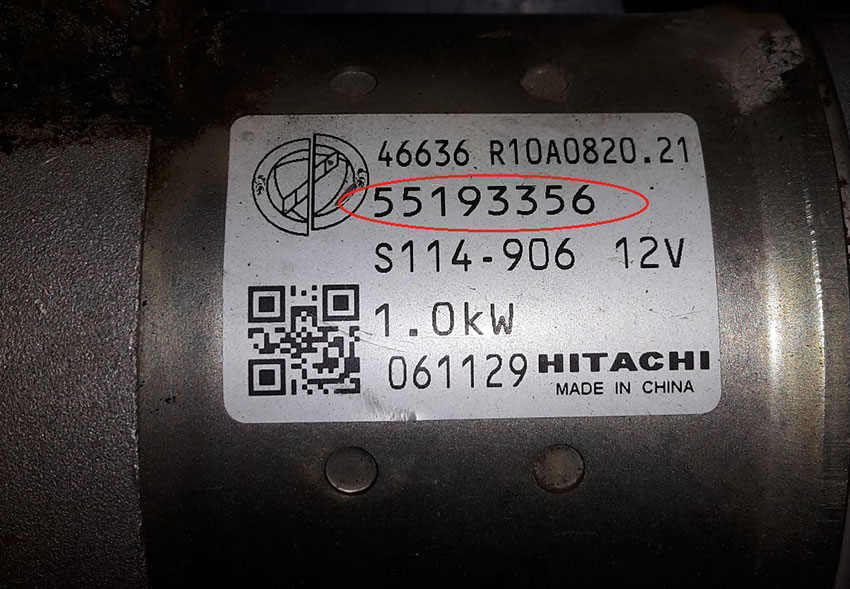 46636 R10A0820.21
55193356
S114-906 12V
1.0kW
061129 HITACHI
MADE IN CHINA